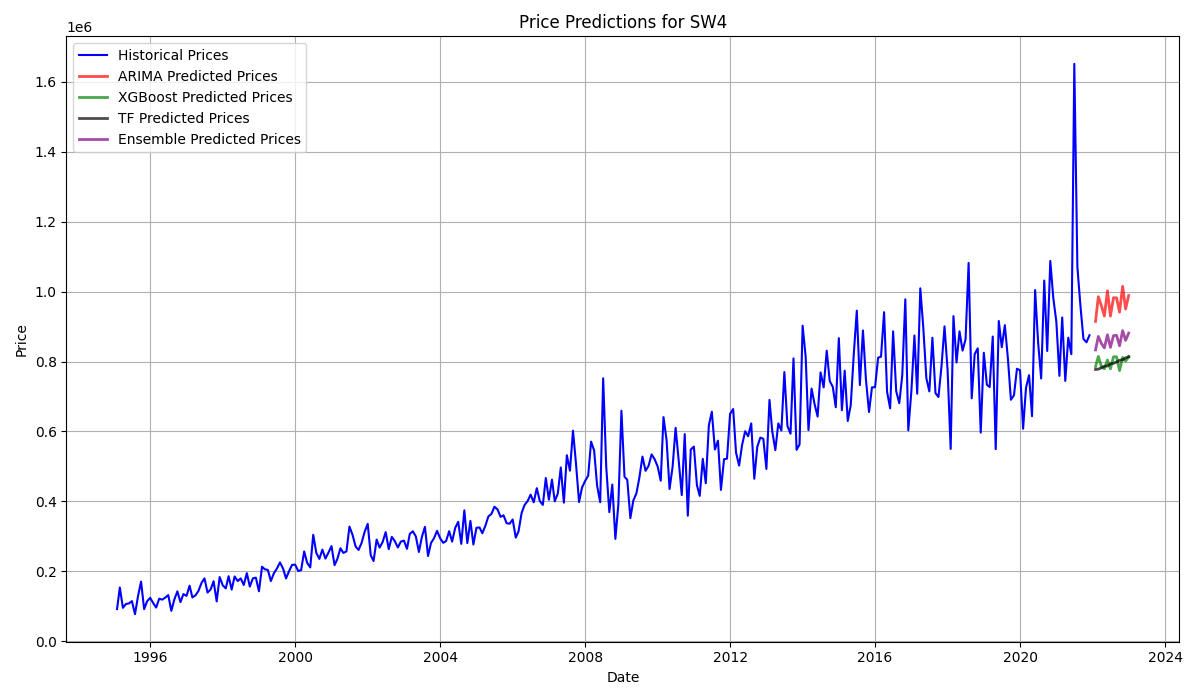 Price Predictions for SW4
1e6
Historical Prices
ARIMA Predicted Prices
XGBoost Predicted Prices
TF Predicted Prices
Ensemble Predicted Prices
1.6
1.4
1.2
1.0
0.8
0.6
0.4
0.2
0.0
Price
1996 2000 2004 2008 2012 2016 2020 2024
Date